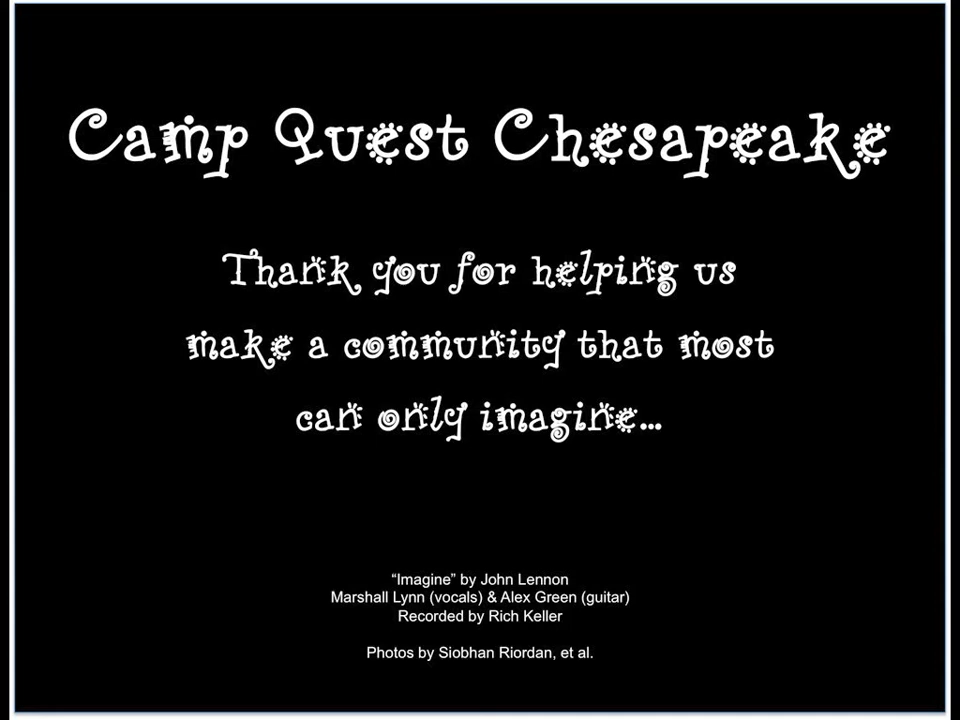 Camp Quest Chesapeake
Thank you for helping us
make a community that most
can only imagine...
“Imagine” by John Lennon
Marshall Lynn (vocals) & Alex Green (guitar)
Recorded by Rich Keller
Photos by Siobhan Riordan, et al.